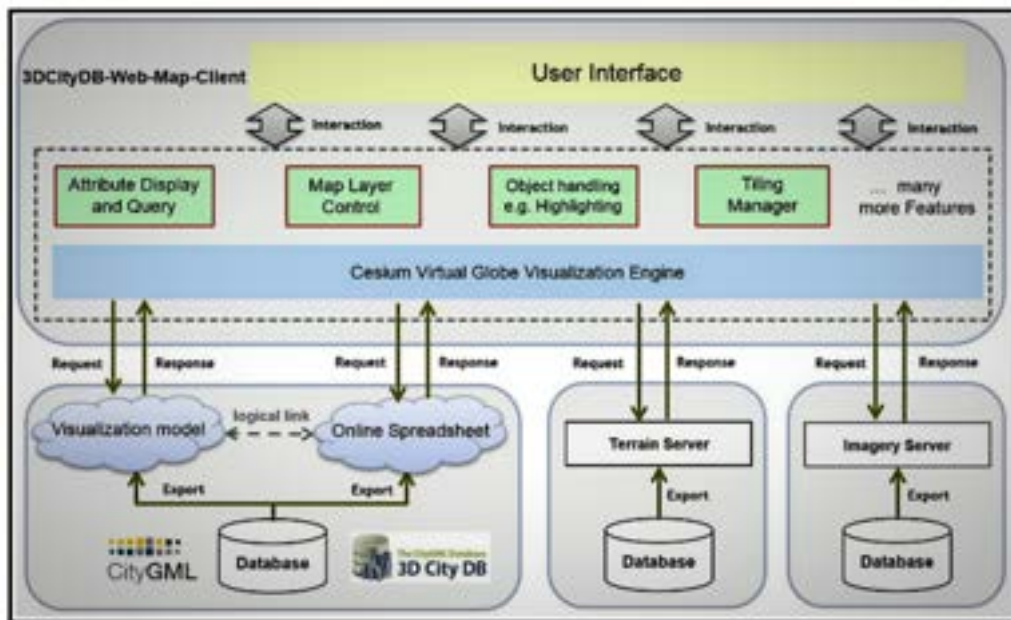 3DCityDB-Web-Map-Client
User Interface
Interaction
Interaction
Interaction
Interaction
Attribute Display
and Query
Map Layer
Control
Object handling
e.g. Highlighting
Tiling
Manager
... many
more Features
Cesium Virtual Globe Visualization Engine
Request
Response
Request
Response
Request
Response
Request
Response
Visualization model
logical link
Online Spreadsheet
Terrain Server
Imagery Server
Export
Export
Export
Export
CityGML
Database
The CityGML Database
3D City DB
Database
Database